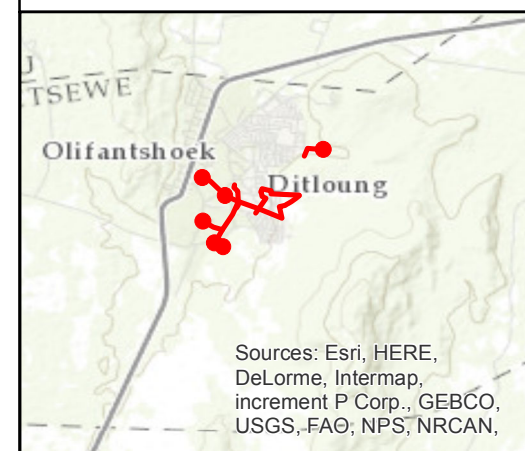 U
TSEWE
Olifantshoek
Ditloung
Sources: Esri, HERE,
DeLorme, Intermap,
increment P Corp., GEBCO,
USGS, FAO, NPS, NRCAN,